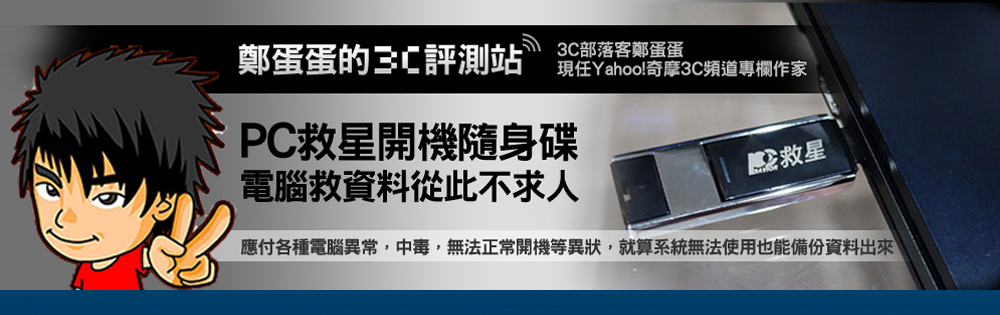 鄭蛋蛋的3C評測站
3C部落客鄭蛋蛋
現任Yahoo!奇摩3C頻道專欄作家
PC救星開機隨身碟
電腦救資料從此不求人
PC救星
SAVIOR
應付各種電腦異常，中毒，無法正常開機等異狀，就算系統無法使用也能備份資料出來